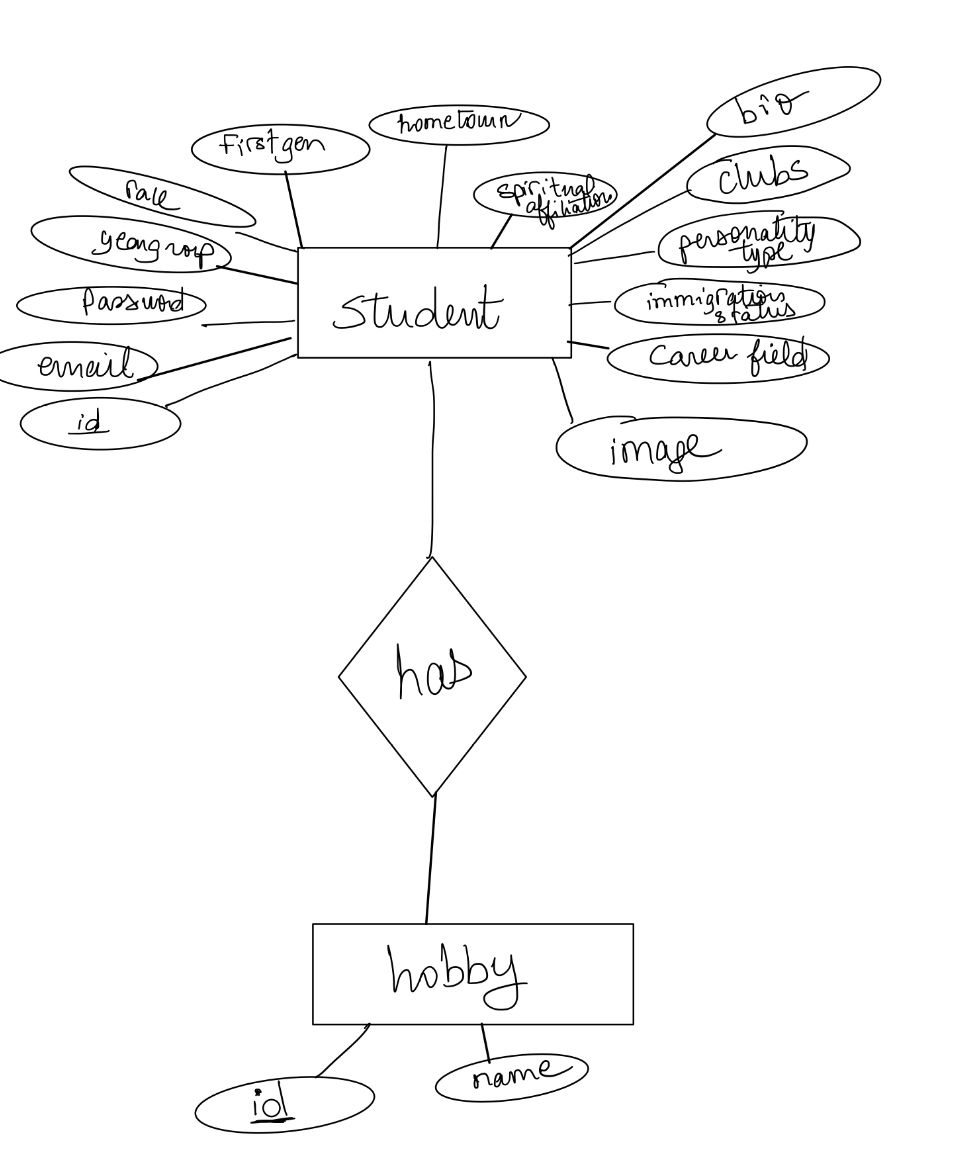 bio
hometown
Firstgen
clubs
race
spiritual
affiliation
yeargroup
personality
type
Password
immigration
status
student
email
Career field
id
image
has
hobby
id
name